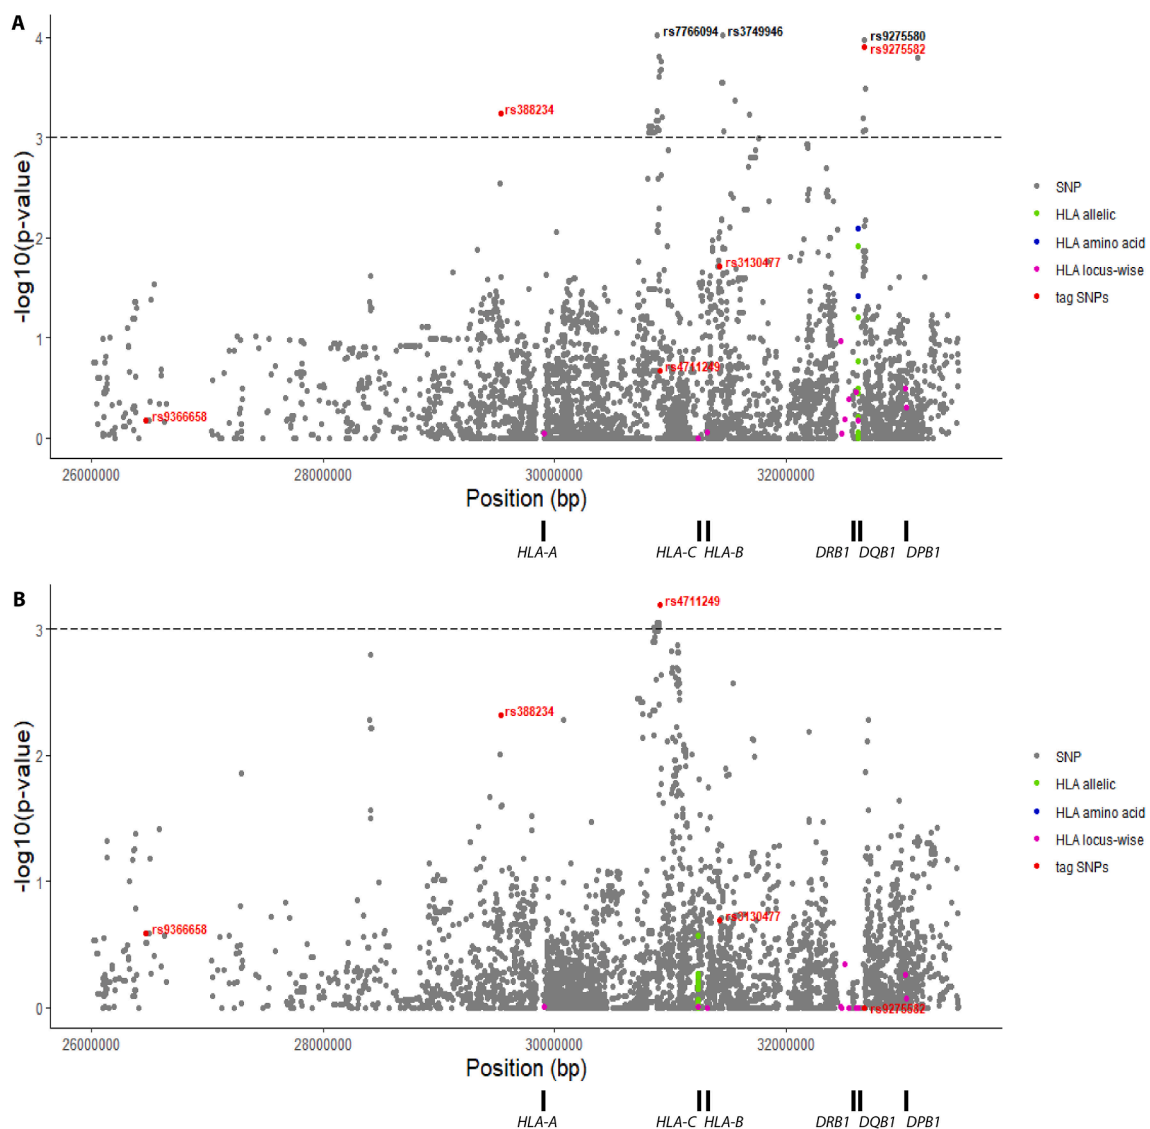 A
4
3
2
1
0
-log10(p-value)
rs7766094
rs3749946
rs9275580
rs9275582
rs388234
rs3130477
rs4711249
rs9366658
SNP
HLA allelic
HLA amino acid
HLA locus-wise
tag SNPs
26000000 28000000 30000000 32000000
Position (bp)
HLA-A HLA-C HLA-B DRB1 DQB1 DPB1
B
3
2
1
0
-log10(p-value)
rs4711249
rs388234
rs9366658
rs3130477
rs9275582
SNP
HLA allelic
HLA amino acid
HLA locus-wise
tag SNPs
26000000 28000000 30000000 32000000
Position (bp)
HLA-A HLA-C HLA-B DRB1 DQB1 DPB1